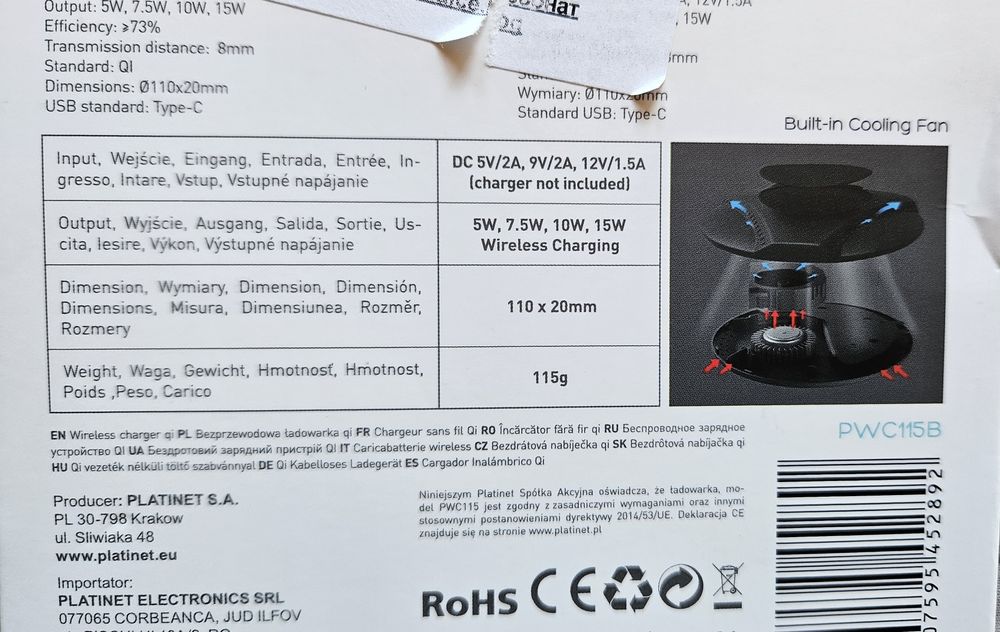 Output: 5W, 7.5W, 10W, 15W
Efficiency: ≥73%
Transmission distance: 8mm
Standard: QI
Dimensions: Ø110x20mm
USB standard: Type-C
, 15W
Wymiary: Ø110x20mm
Standard USB: Type-C
Built-in Cooling Fan
Input, Wejście, Eingang, Entrada, Entrée, In-
gresso, Intare, Vstup, Vstupné napájanie
DC 5V/2A, 9V/2A, 12V/1.5A
(charger not included)
Output, Wyjście, Ausgang, Salida, Sortie, Us-
cita, Iesire, Výkon, Výstupné napájanie
5W, 7.5W, 10W, 15W
Wireless Charging
Dimension, Wymiary, Dimension, Dimensión,
Dimensions, Misura, Dimensiunea, Rozměr,
Rozmery
110 x 20mm
Weight, Waga, Gewicht, Hmotnosť, Hmotnost,
Poids ,Peso, Carico
115g
EN Wireless charger qi PL Bezprzewodowa ładowarka qi FR Chargeur sans fil Qi RO Încărcător fără fir qi RU Беспроводное зарядное
устройство QI UA Бездротовий зарядний пристрій QI IT Caricabatterie wireless CZ Bezdrátová nabíječka qi SK Bezdrôtová nabíjačka qi
HU Qi vezeték nélküli töltő szabvánnyal DE Qi Kabelloses Ladegerät ES Cargador Inalámbrico Qi
PWC115B
Producer: PLATINET S.A.
PL 30-798 Krakow
ul. Sliwiaka 48
www.platinet.eu
Niniejszym Platinet Spółka Akcyjna oświadcza, że ładowarka, mo-
del PWC115 jest zgodny z zasadniczymi wymaganiami oraz innymi
stosownymi postanowieniami dyrektywy 2014/53/UE. Deklaracja CE
znajduje się na stronie www.platinet.pl
Importator:
PLATINET ELECTRONICS SRL
077065 CORBEANCA, JUD ILFOV
RoHS CE
07595 452892